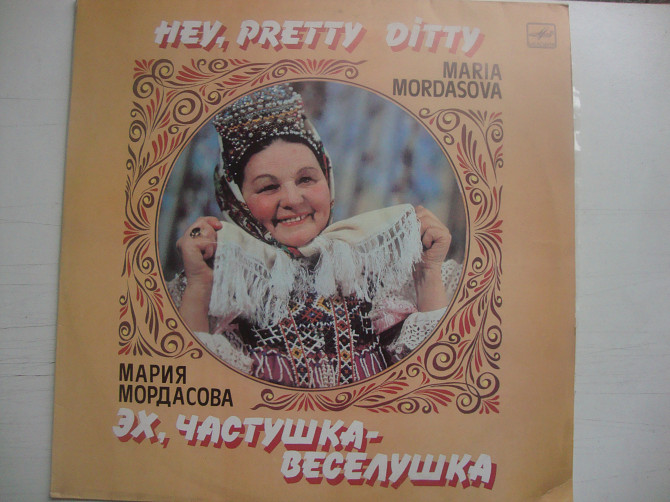 HEY, PRETTY DITTY
MARIA
MORDASOVA
МАРИЯ
МОРДАСОВА
ЭХ, ЧАСТУШКА-
ВЕСЕЛУШКА